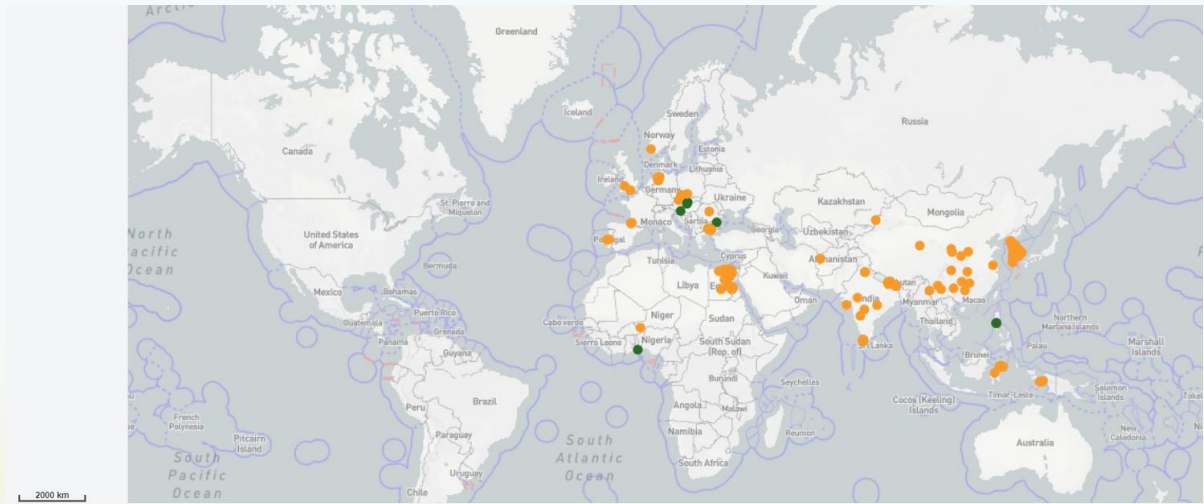 Arctic
Greenland
Iceland
Sweden
Norway
Russia
Estonia
Denmark
Lithuania
Ireland
Germany
Canada
Ukraine
Kazakhstan
Mongolia
St. Pierre and
Miquelon
Monaco
Serbia
Georgia
Uzbekistan
Portugal
North
Pacific
Ocean
United States
of America
Bermuda
Tunisia
Cyprus
Afghanistan
Kuwait
Libya
Bahamas
Mexico
Oman
India
Myanmar
Macao
Puerto Rico
Cabo verde
Niger
Sudan
Thailand
Northern
Mariana Islands
Guatemala
Grenada
Panama
Sierra Leone
Nigeria
South Sudan
(Rep. of)
Sri Lanka
Palau
Marshall
Islands
Guyana
Brunei
Burundi
Seychelles
Peru
Brazil
Angola
Malawi
Cocos (Keeling)
Islands
Timor-Leste
Solomon
Islands
French
Polynesia
Pitcairn
Island
Paraguay
Namibia
Reunion
Australia
New
Caledonia
South
Pacific
Ocean
South
Atlantic
Ocean
Uruguay
South Africa
Chile
2000 km